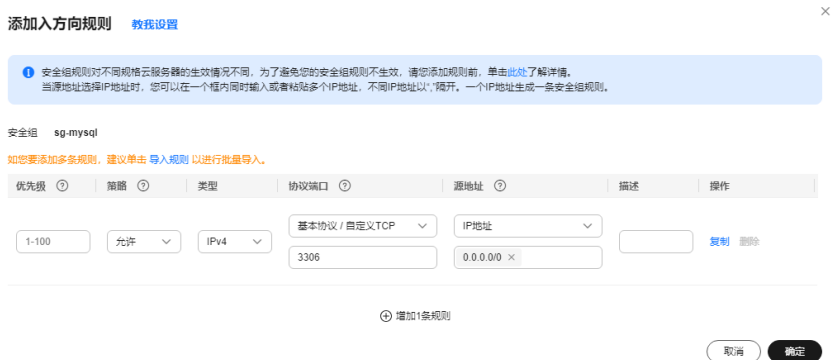 添加入方向规则 教我设置
安全组规则对不同规格云服务器的生效情况不同，为了避免您的安全组规则不生效，请您添加规则前，单击此处了解详情。
当源地址选择IP地址时，您可以在一个框内同时输入或者粘贴多个IP地址，不同IP地址以“,”隔开。一个IP地址生成一条安全组规则。
安全组 sg-mysql
如您要添加多条规则，建议单击 导入规则 以进行批量导入。
优先级 策略 类型 协议端口 源地址 描述 操作
基本协议 / 自定义TCP IP地址
1-100 允许 IPv4 复制 删除
3306 0.0.0.0/0
增加1条规则
取消 确定